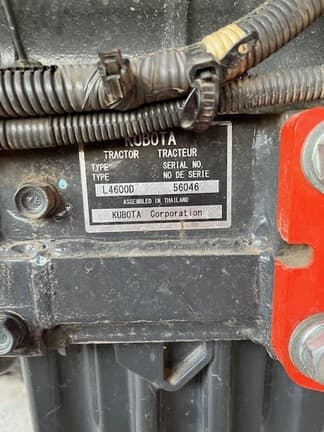 KUBOTA
TRACTOR TRACTEUR
TYPE SERIAL NO.
TYPE NO DE SERIE
L4600D 56046
ASSEMBLED IN THAILAND
KUBOTA Corporation